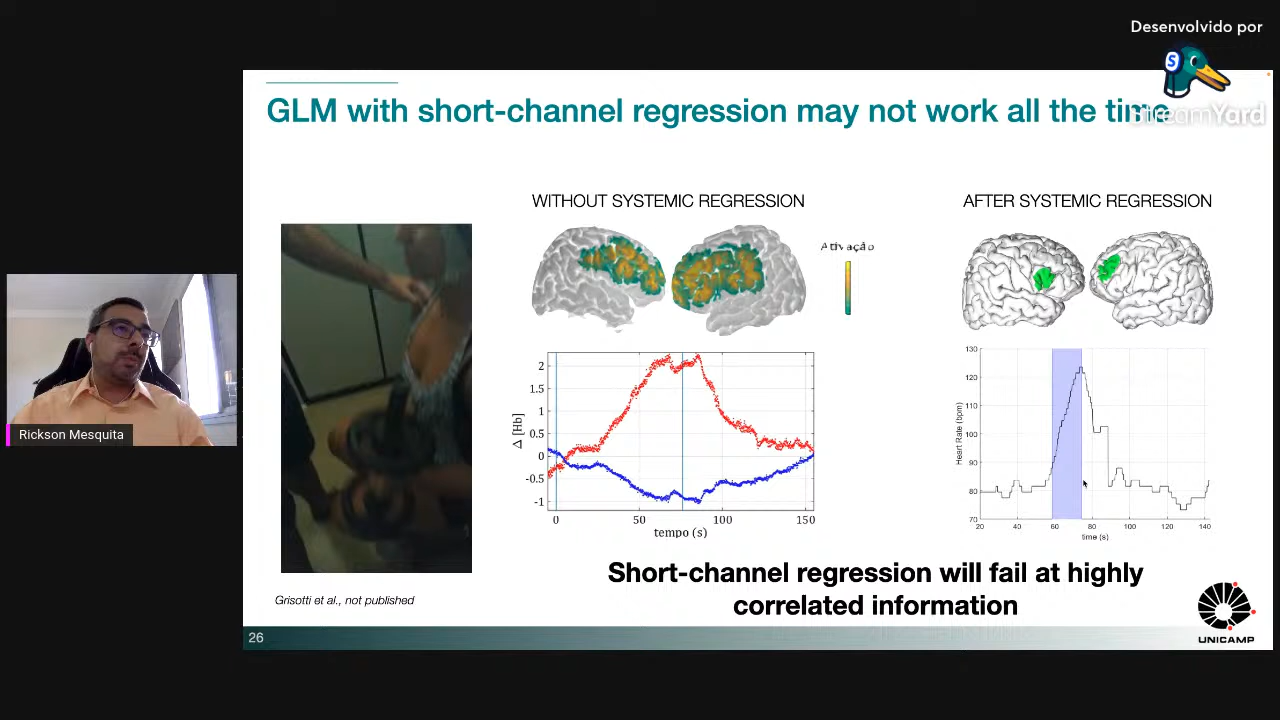 Desenvolvido por
StreamYard
GLM with short-channel regression may not work all the time
WITHOUT SYSTEMIC REGRESSION
AFTER SYSTEMIC REGRESSION
Ativação
2
1.5
1
0.5
0
-0.5
-1
Δ [Hb]
0
50
100
150
tempo (s)
130
120
110
100
90
80
70
Heart Rate (bpm)
20
40
60
80
100
120
140
time (s)
Rickson Mesquita
Short-channel regression will fail at highly
correlated information
Grisotti et al., not published
UNICAMP
26